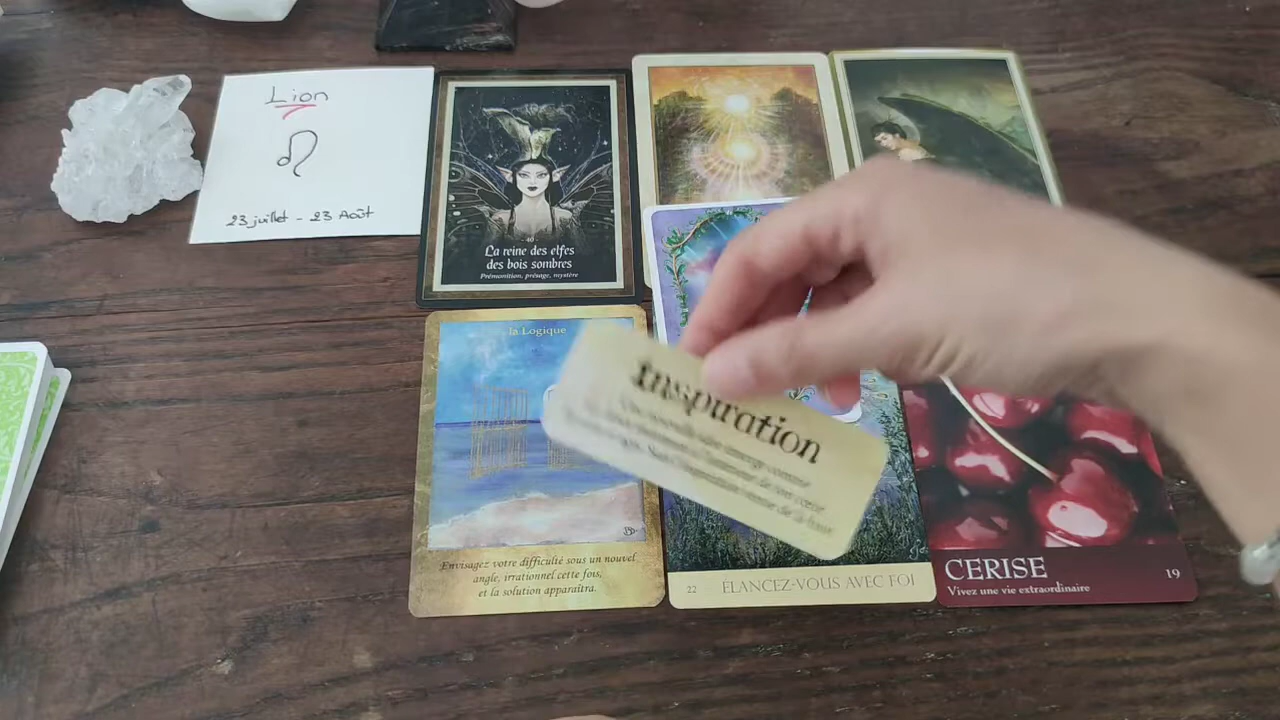 Lion
23 juillet - 23 Août
- 40 -
La reine des elfes
des bois sombres
Prémonition, présage, mystère
la Logique
Envisagez votre difficulté sous un nouvel
angle, irrationnel cette fois,
et la solution apparaîtra.
Inspiration
22 ÉLANCEZ-VOUS AVEC FOI
CERISE 19
Vivez une vie extraordinaire